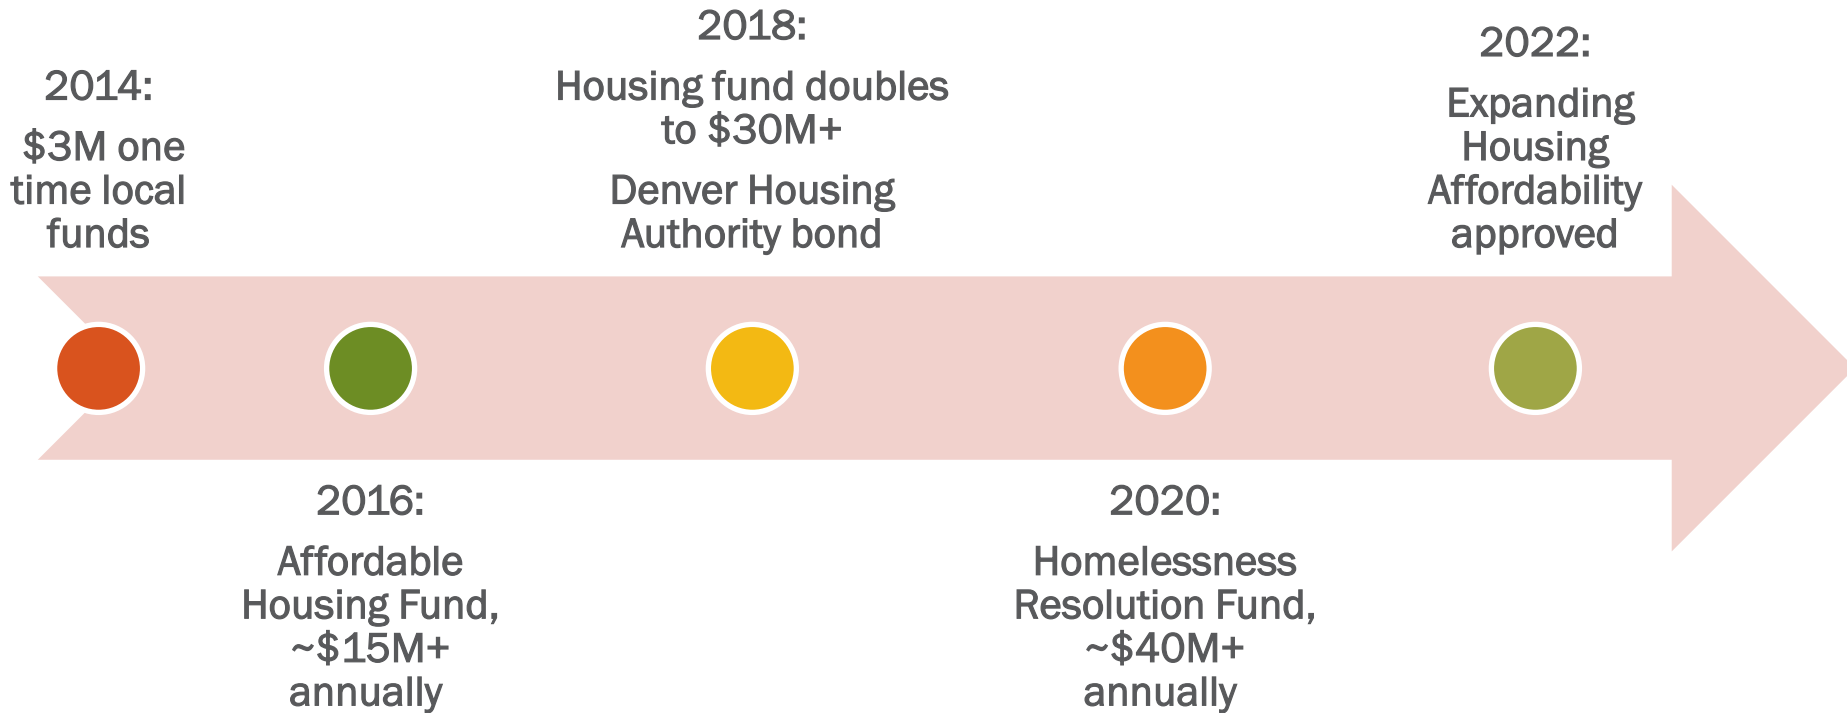 2014:
$3M one
time local
funds
2016:
Affordable
Housing Fund,
~$15M+
annually
2018:
Housing fund doubles
to $30M+
Denver Housing
Authority bond
2020:
Homelessness
Resolution Fund,
~$40M+
annually
2022:
Expanding
Housing
Affordability
approved